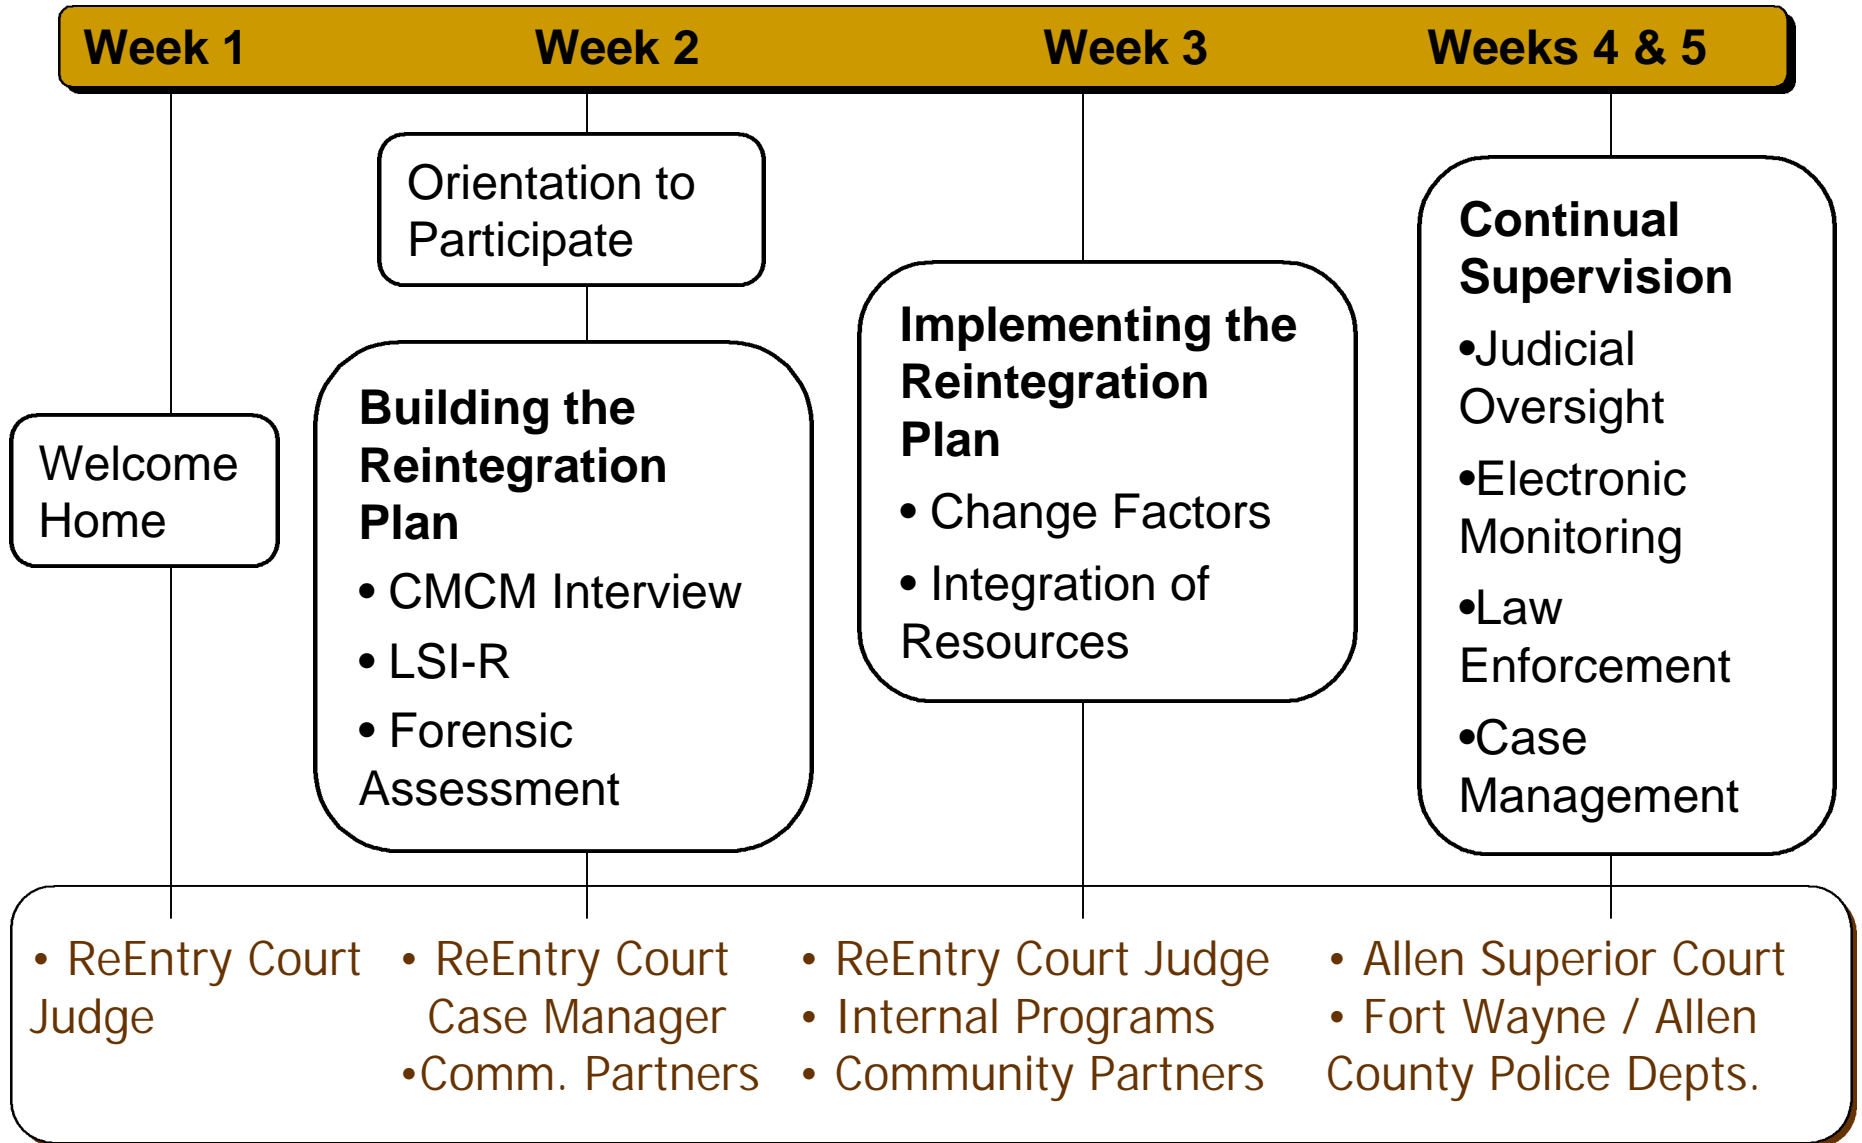 Week 1
Week 2
Week 3
Weeks 4 & 5
Welcome
Home
Orientation to
Participate
Building the
Reintegration
Plan
• CMCM Interview
• LSI-R
• Forensic
Assessment
Implementing the
Reintegration
Plan
• Change Factors
• Integration of
Resources
Continual
Supervision
•Judicial
Oversight
•Electronic
Monitoring
•Law
Enforcement
•Case
Management
• ReEntry Court
Judge
• ReEntry Court
Case Manager
•Comm. Partners
• ReEntry Court Judge
• Internal Programs
• Community Partners
• Allen Superior Court
• Fort Wayne / Allen
County Police Depts.